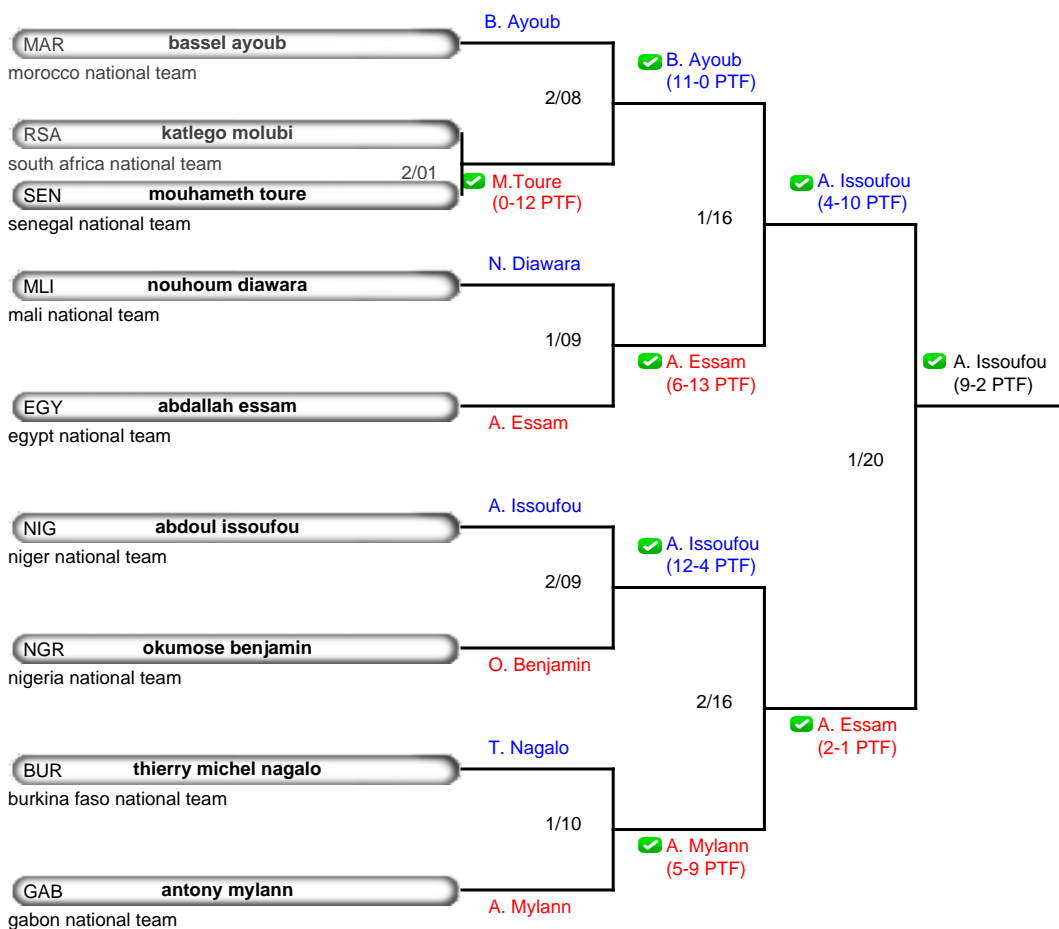 B. Ayoub
MAR bassel ayoub
morocco national team
B. Ayoub
(11-0 PTF)
2/08
RSA katlego molubi
south africa national team
2/01
SEN mouhameth toure
senegal national team
M.Toure
(0-12 PTF)
A. Issoufou
(4-10 PTF)
1/16
N. Diawara
MLI nouhoum diawara
mali national team
1/09
A. Essam
(6-13 PTF)
A. Issoufou
(9-2 PTF)
EGY abdallah essam
egypt national team
A. Essam
1/20
A. Issoufou
NIG abdoul issoufou
niger national team
A. Issoufou
(12-4 PTF)
2/09
NGR okumose benjamin
nigeria national team
O. Benjamin
2/16
A. Essam
(2-1 PTF)
T. Nagalo
BUR thierry michel nagalo
burkina faso national team
1/10
A. Mylann
(5-9 PTF)
GAB antony mylann
gabon national team
A. Mylann